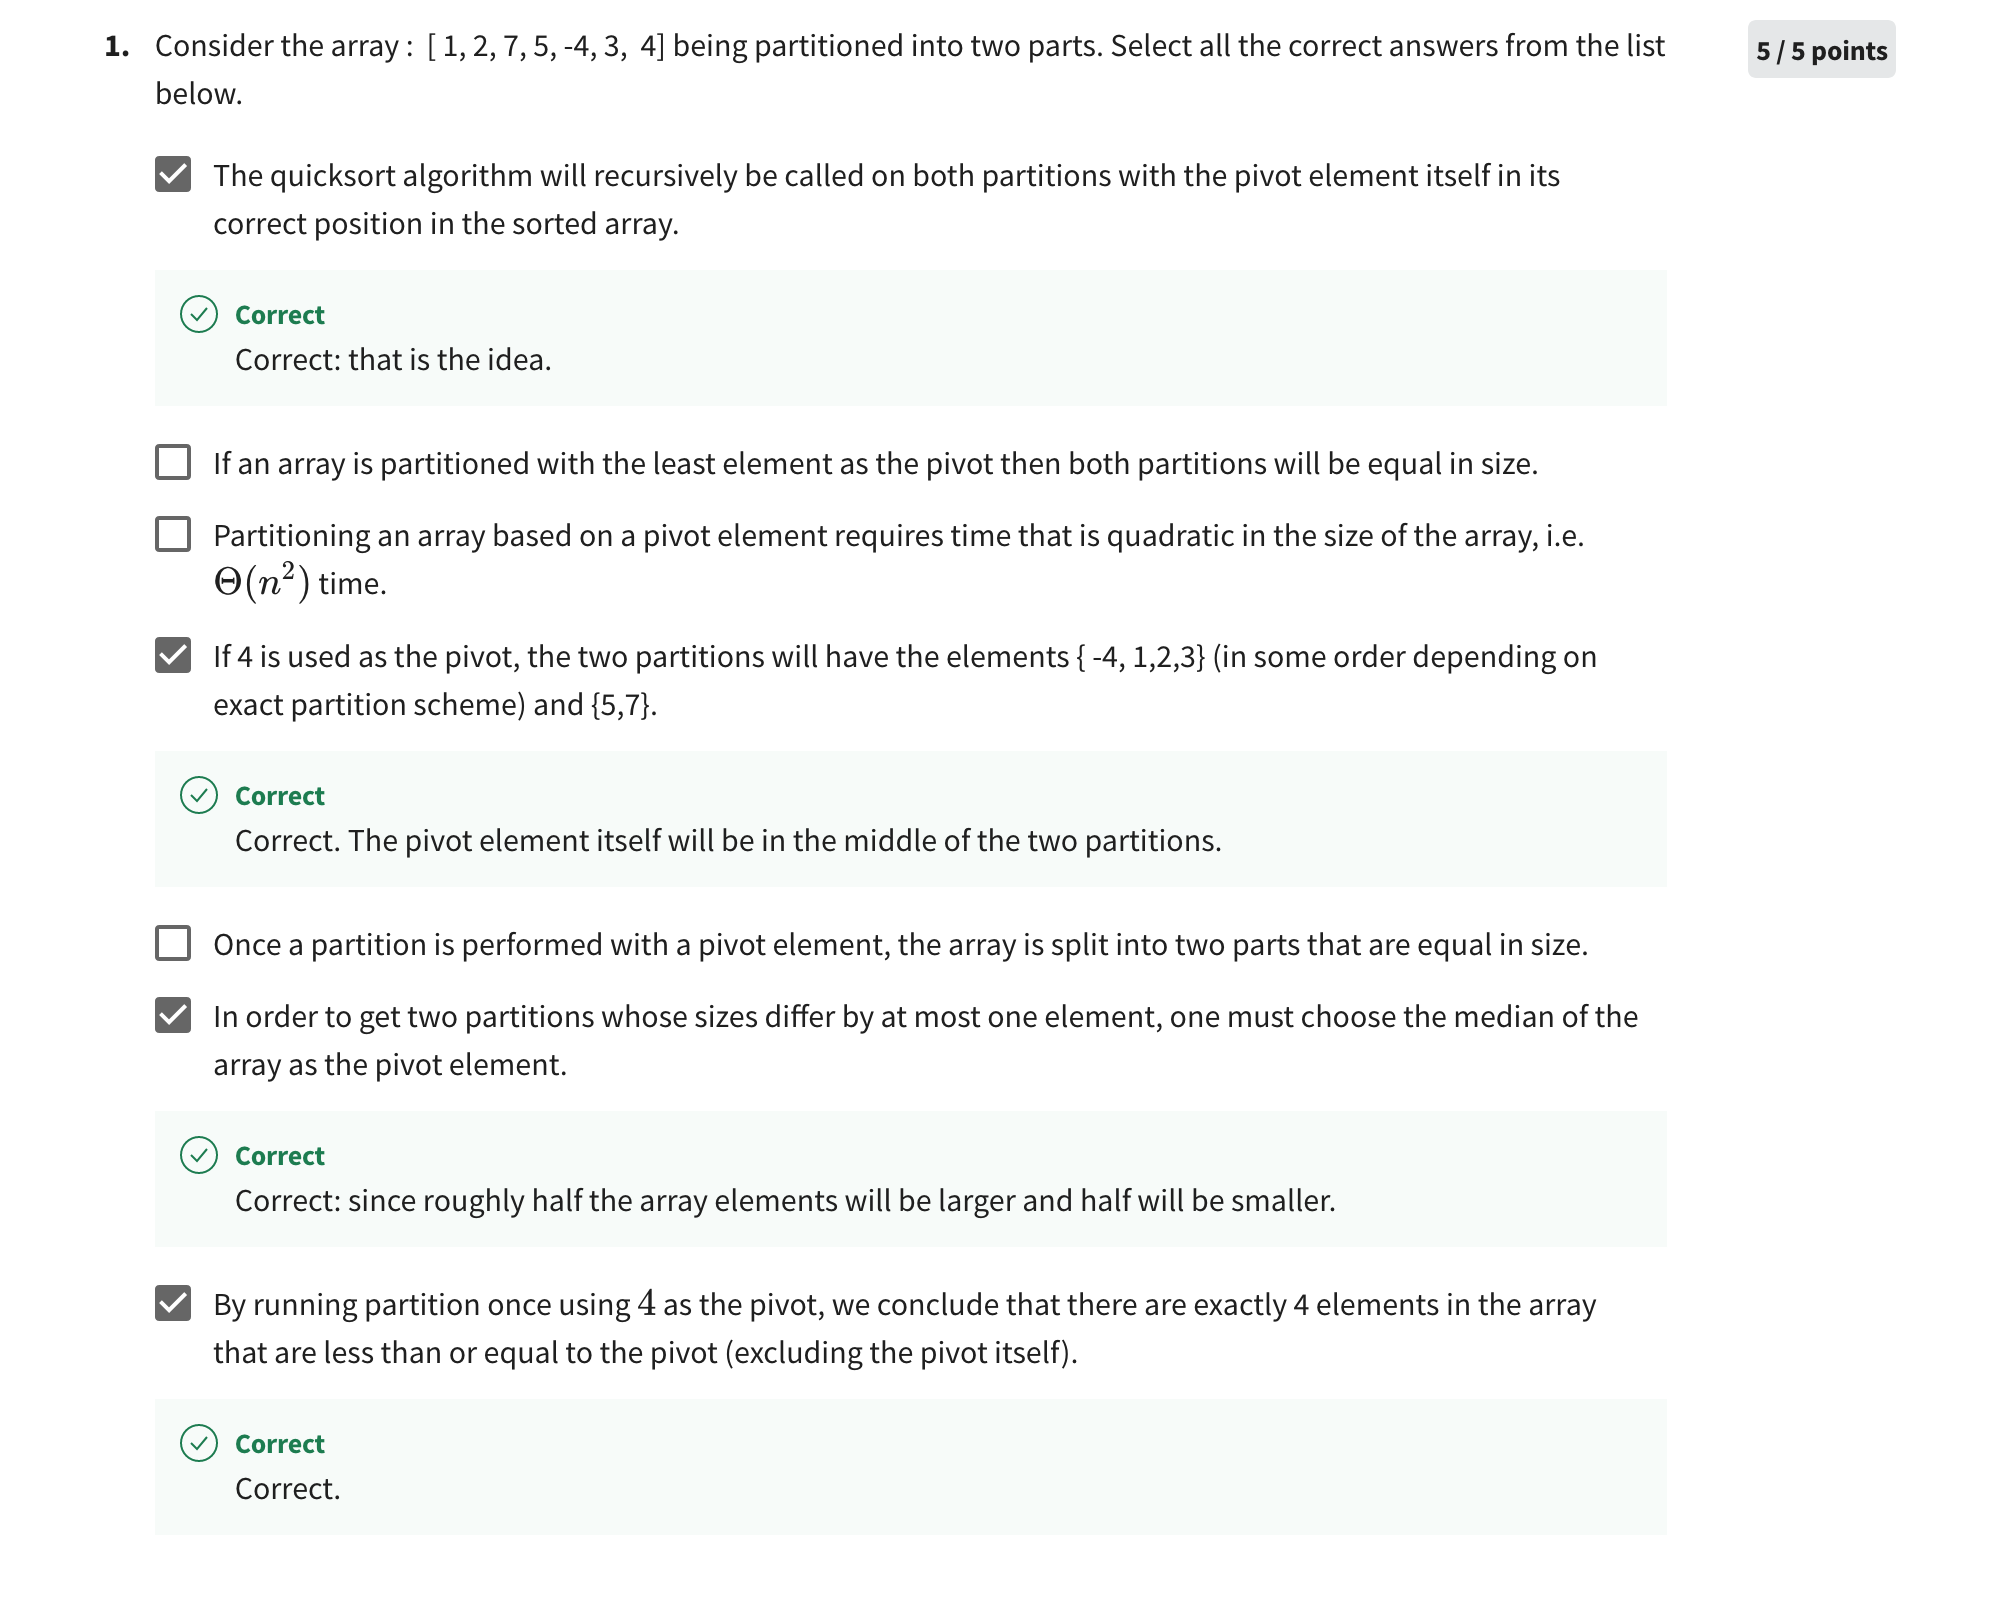 1. Consider the array : [ 1, 2, 7, 5, -4, 3, 4] being partitioned into two parts. Select all the correct answers from the list
below.
5 / 5 points
The quicksort algorithm will recursively be called on both partitions with the pivot element itself in its
correct position in the sorted array.
Correct
Correct: that is the idea.
If an array is partitioned with the least element as the pivot then both partitions will be equal in size.
Partitioning an array based on a pivot element requires time that is quadratic in the size of the array, i.e.
Θ(n²) time.
If 4 is used as the pivot, the two partitions will have the elements { -4, 1,2,3} (in some order depending on
exact partition scheme) and {5,7}.
Correct
Correct. The pivot element itself will be in the middle of the two partitions.
Once a partition is performed with a pivot element, the array is split into two parts that are equal in size.
In order to get two partitions whose sizes differ by at most one element, one must choose the median of the
array as the pivot element.
Correct
Correct: since roughly half the array elements will be larger and half will be smaller.
By running partition once using 4 as the pivot, we conclude that there are exactly 4 elements in the array
that are less than or equal to the pivot (excluding the pivot itself).
Correct
Correct.